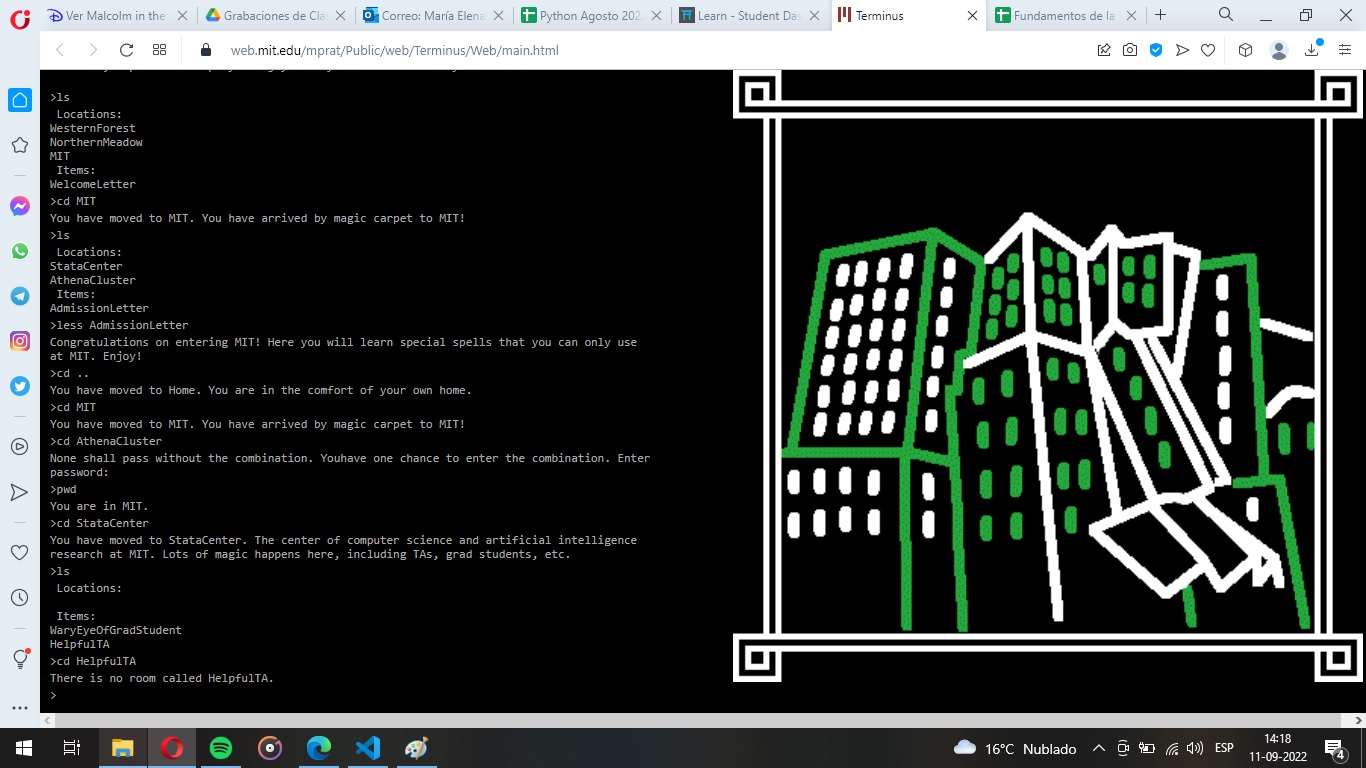 Ver Malcolm in the
Grabaciones de Cla
Correo: María Elena
Python Agosto 202
Learn - Student Das
Terminus
Fundamentos de la
web.mit.edu/mprat/Public/web/Terminus/Web/main.html
>ls
Locations:
WesternForest
NorthernMeadow
MIT
Items:
WelcomeLetter
>cd MIT
You have moved to MIT. You have arrived by magic carpet to MIT!
>ls
Locations:
StataCenter
AthenaCluster
Items:
AdmissionLetter
>less AdmissionLetter
Congratulations on entering MIT! Here you will learn special spells that you can only use
at MIT. Enjoy!
>cd ..
You have moved to Home. You are in the comfort of your own home.
>cd MIT
You have moved to MIT. You have arrived by magic carpet to MIT!
>cd AthenaCluster
None shall pass without the combination. Youhave one chance to enter the combination. Enter
password:
>pwd
You are in MIT.
>cd StataCenter
You have moved to StataCenter. The center of computer science and artificial intelligence
research at MIT. Lots of magic happens here, including TAs, grad students, etc.
>ls
Locations:
Items:
WaryEyeOfGradStudent
HelpfulTA
>cd HelpfulTA
There is no room called HelpfulTA.
>
16°C Nublado
ESP
14:18
11-09-2022
4